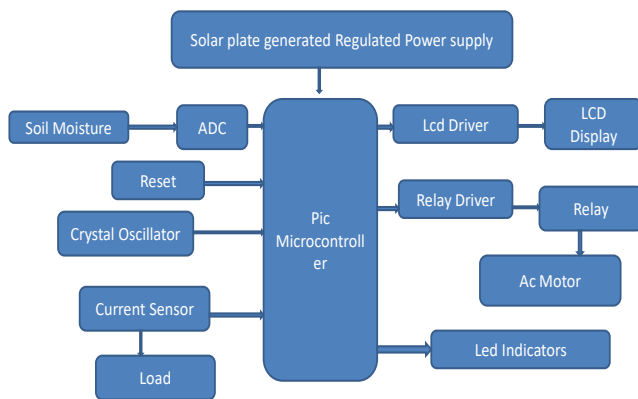 Solar plate generated Regulated Power supply
Soil Moisture
ADC
Lcd Driver
LCD
Display
Reset
Relay Driver
Relay
Crystal Oscillator
Pic
Microcontroll
er
Ac Motor
Current Sensor
Led Indicators
Load